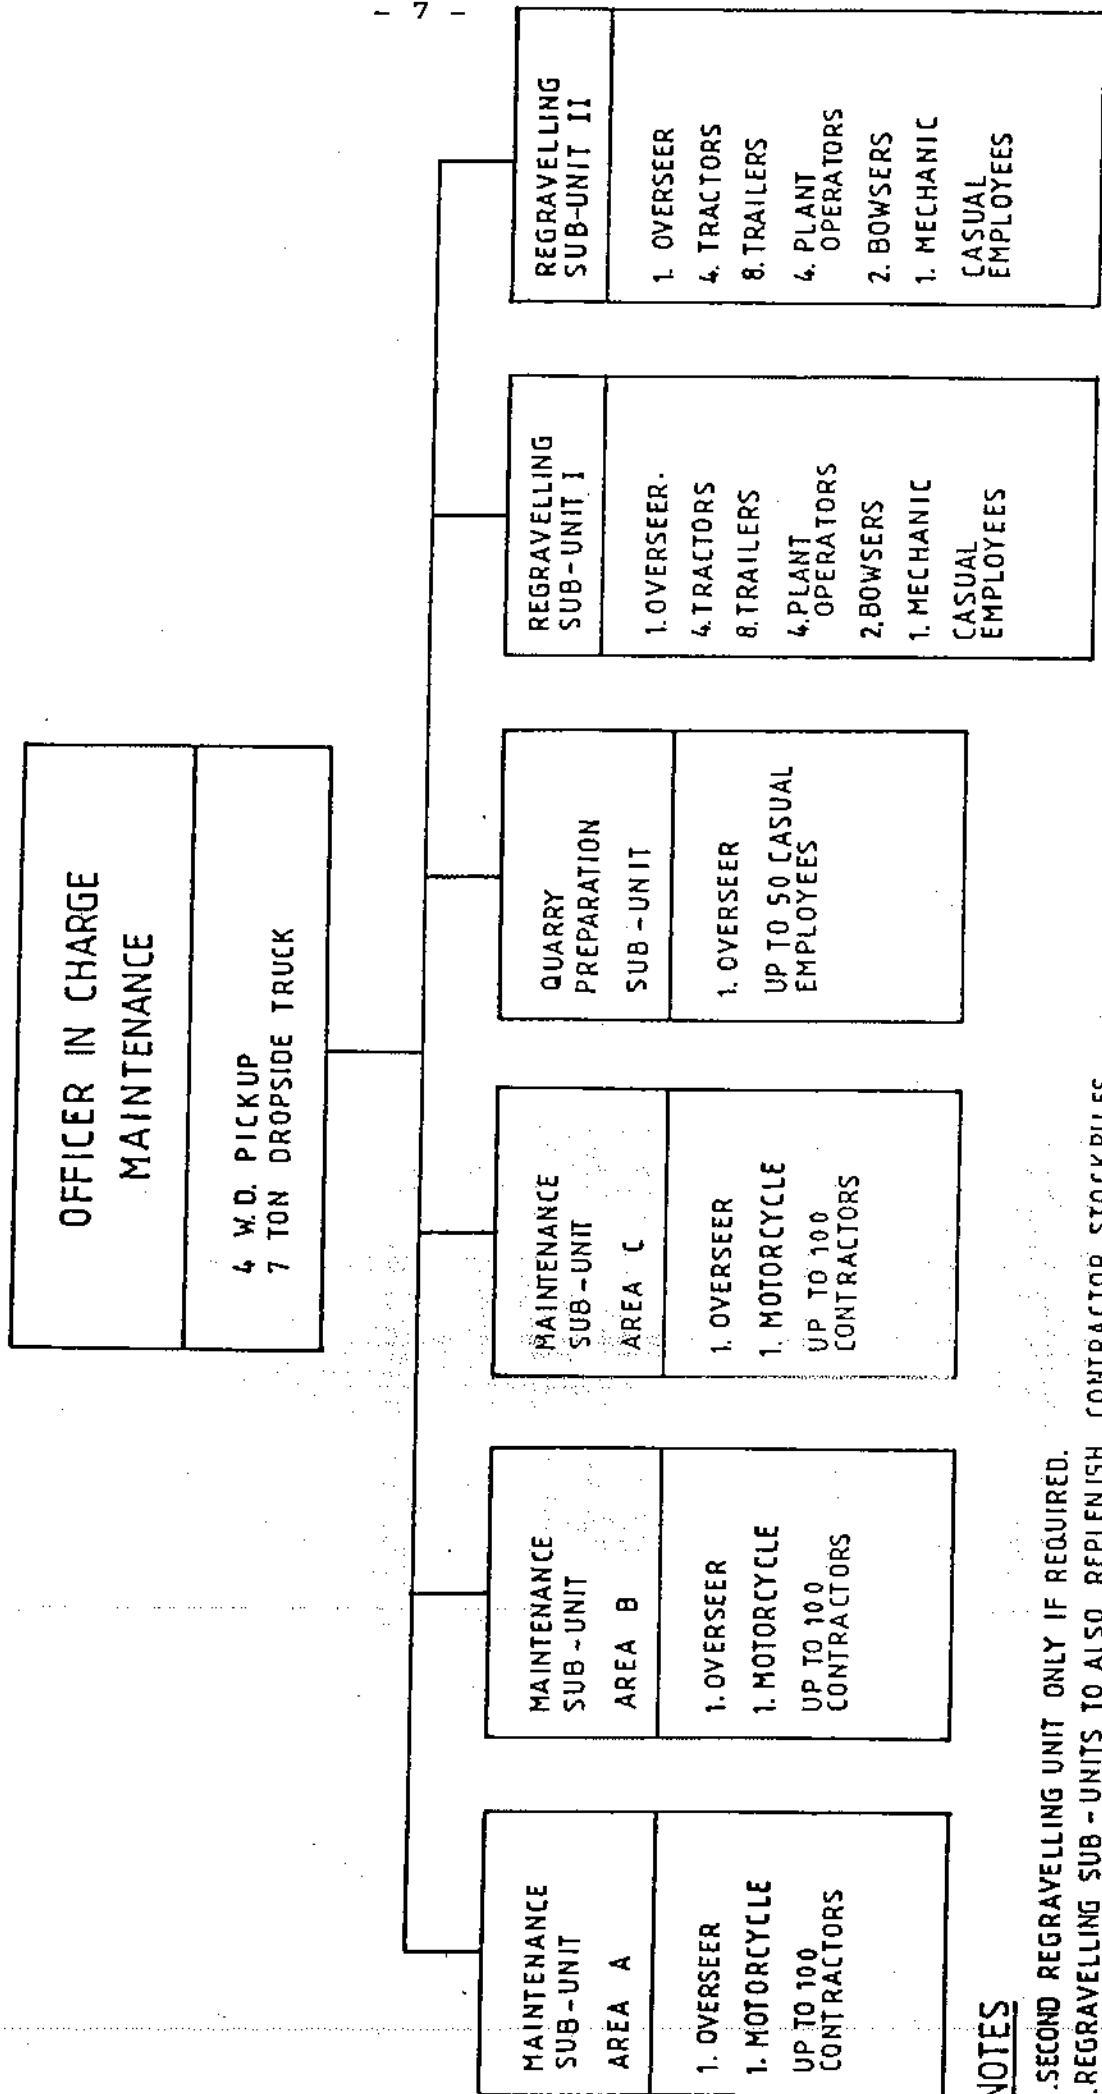 - 7 -
OFFICER IN CHARGE
MAINTENANCE
4 W.D. PICKUP
7 TON DROPSIDE TRUCK
MAINTENANCE
SUB-UNIT
AREA A
1. OVERSEER
1. MOTORCYCLE
UP TO 100
CONTRACTORS
MAINTENANCE
SUB-UNIT
AREA B
1. OVERSEER
1. MOTORCYCLE
UP TO 100
CONTRACTORS
MAINTENANCE
SUB-UNIT
AREA C
1. OVERSEER
1. MOTORCYCLE
UP TO 100
CONTRACTORS
QUARRY
PREPARATION
SUB-UNIT
1. OVERSEER
UP TO 50 CASUAL
EMPLOYEES
REGRAVELLING
SUB-UNIT I
1. OVERSEER.
4. TRACTORS
8. TRAILERS
4. PLANT
OPERATORS
2. BOWSERS
1. MECHANIC
CASUAL
EMPLOYEES
REGRAVELLING
SUB-UNIT II
1. OVERSEER
4. TRACTORS
8. TRAILERS
4. PLANT
OPERATORS
2. BOWSERS
1. MECHANIC
CASUAL
EMPLOYEES
NOTES
.SECOND REGRAVELLING UNIT ONLY IF REQUIRED.
.REGRAVELLING SUB-UNITS TO ALSO REPLENISH CONTRACTOR STOCKPILES